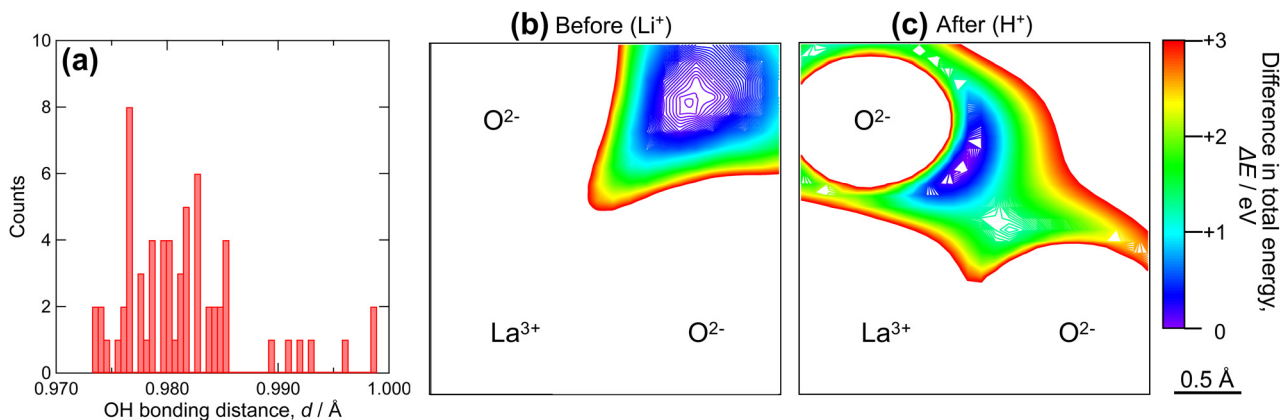 (a)
10
8
6
4
2
0
Counts
0.970
0.980
0.990
1.000
OH bonding distance, d / Å
(b) Before (Li⁺)
O²⁻
La³⁺
O²⁻
(c) After (H⁺)
O²⁻
La³⁺
O²⁻
+3
+2
+1
0
Difference in total energy,
ΔE / eV
0.5 Å